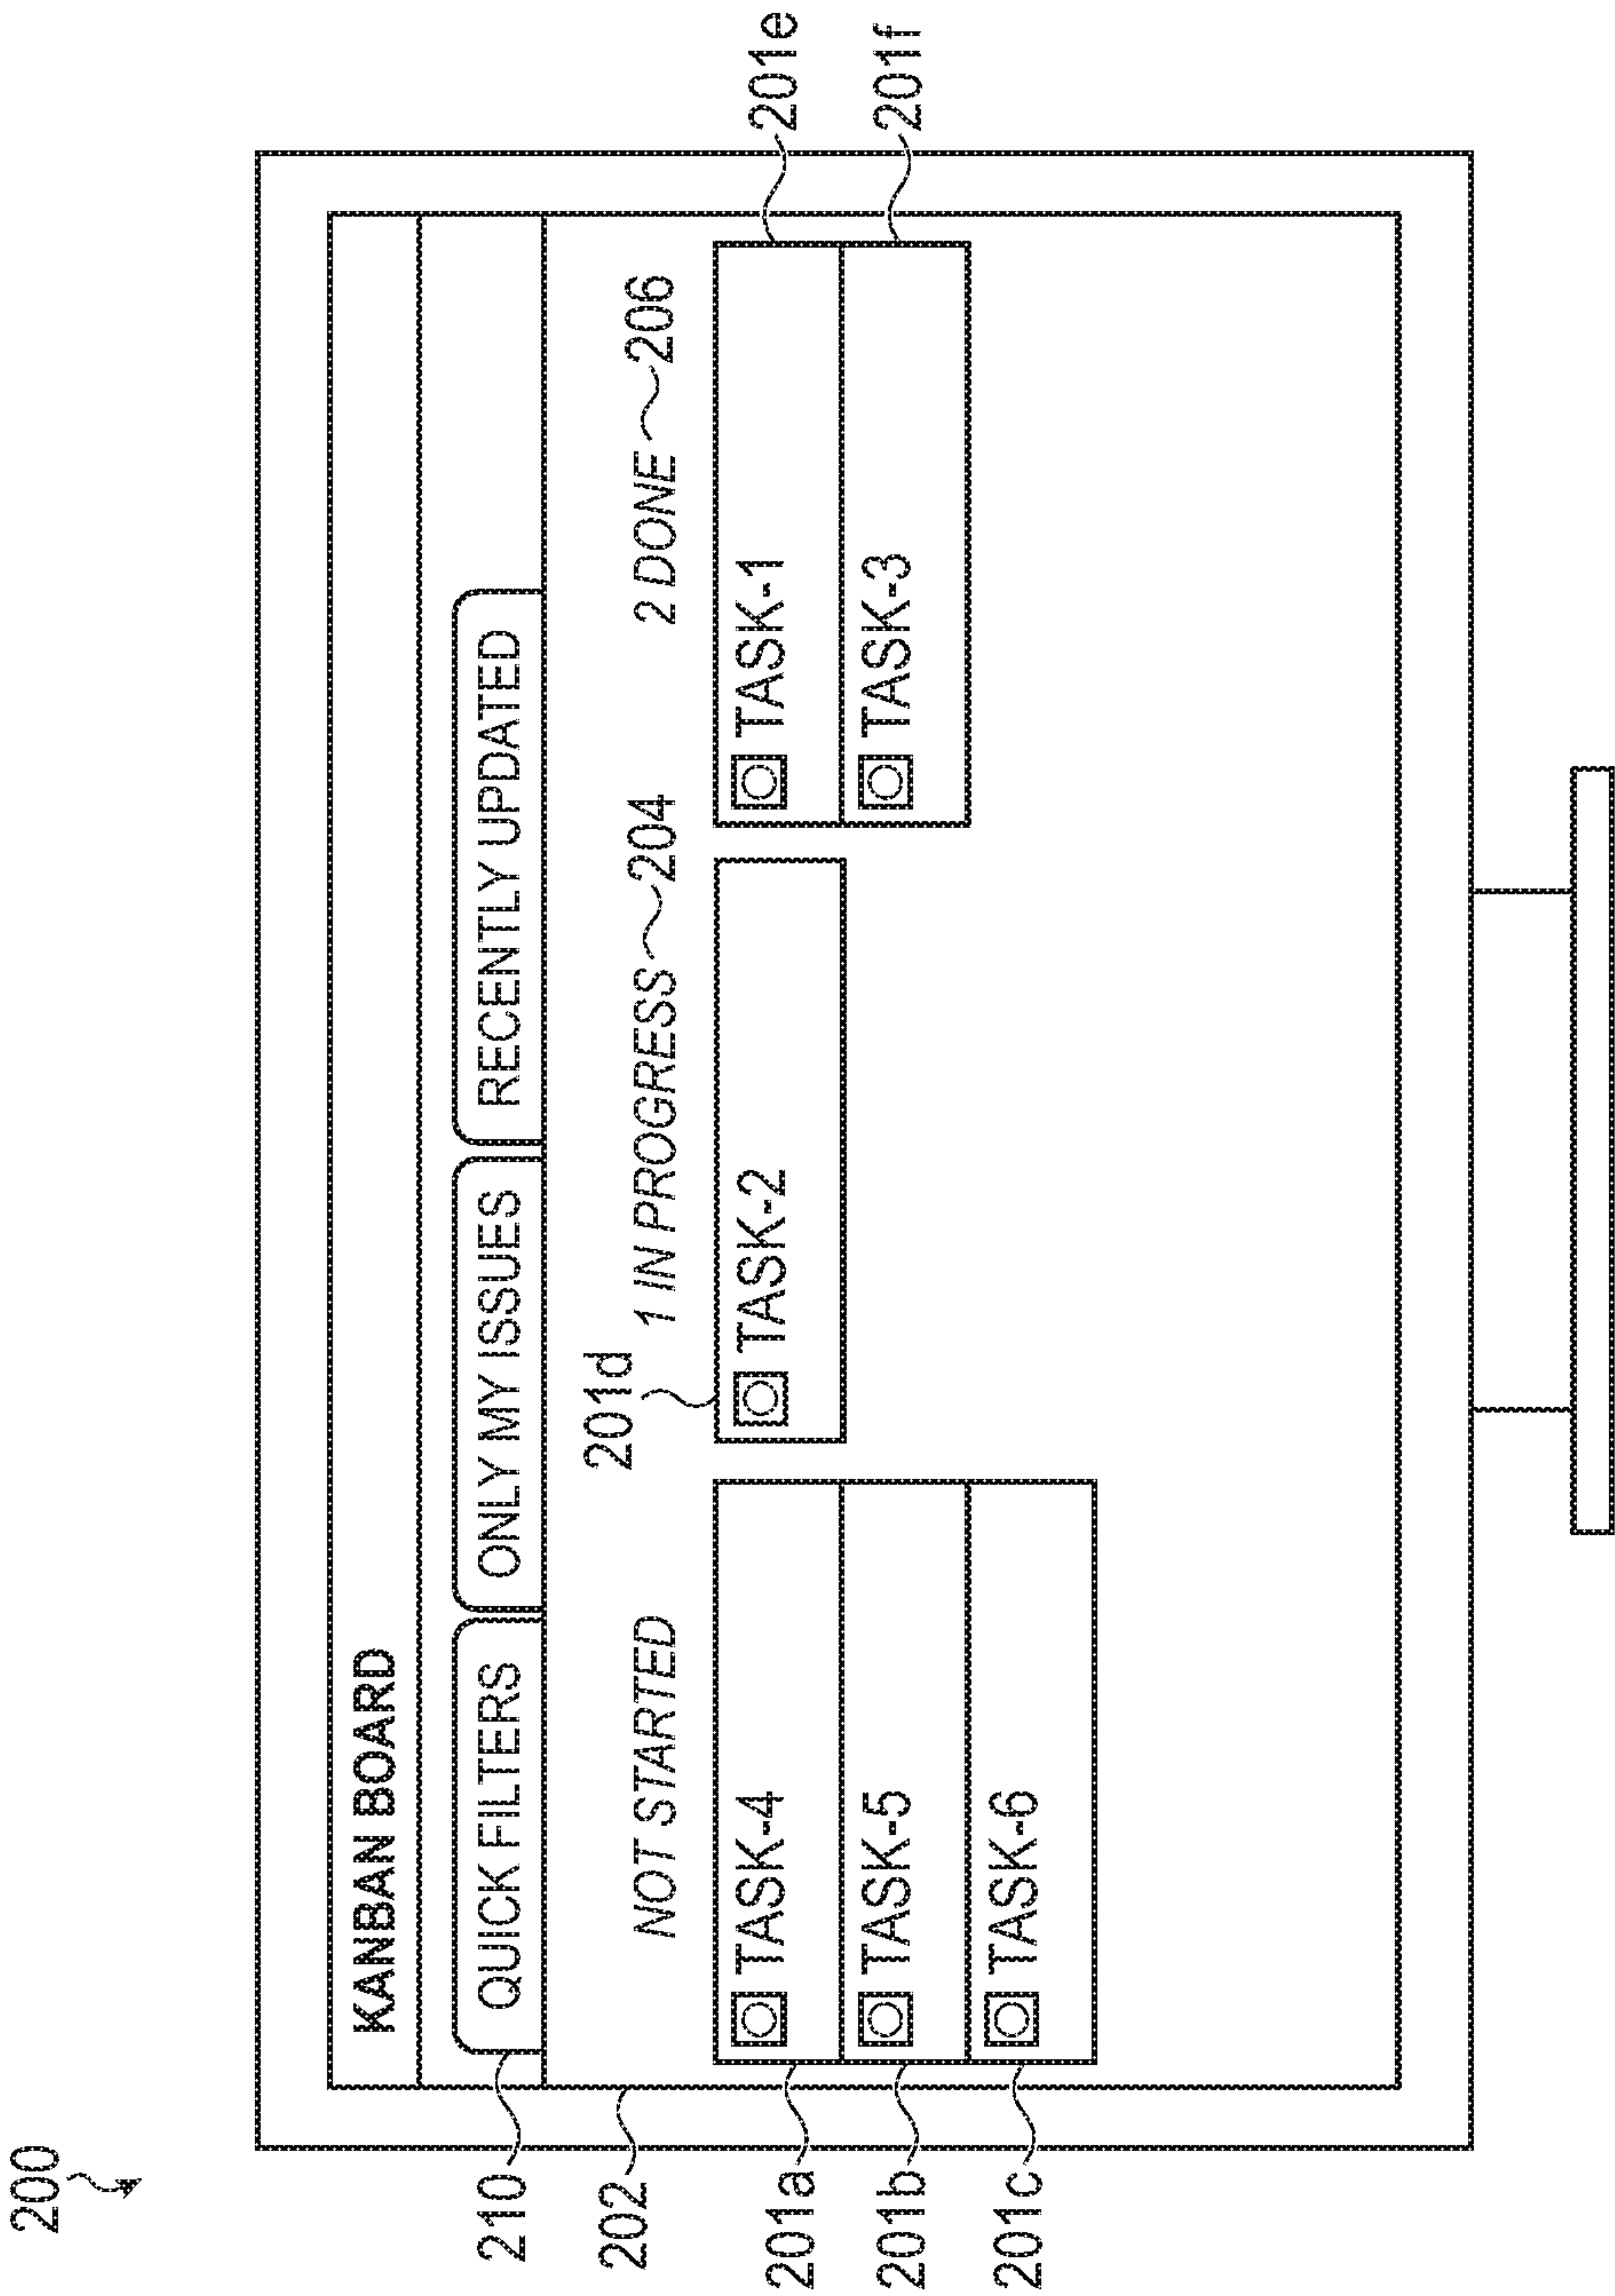 200
KANBAN BOARD
210 QUICK FILTERS ONLY MY ISSUES RECENTLY UPDATED
202 NOT STARTED 201d 1 IN PROGRESS 204 2 DONE 206
201a TASK-4 TASK-2 TASK-1 201e
201b TASK-5 TASK-3 201f
201c TASK-6